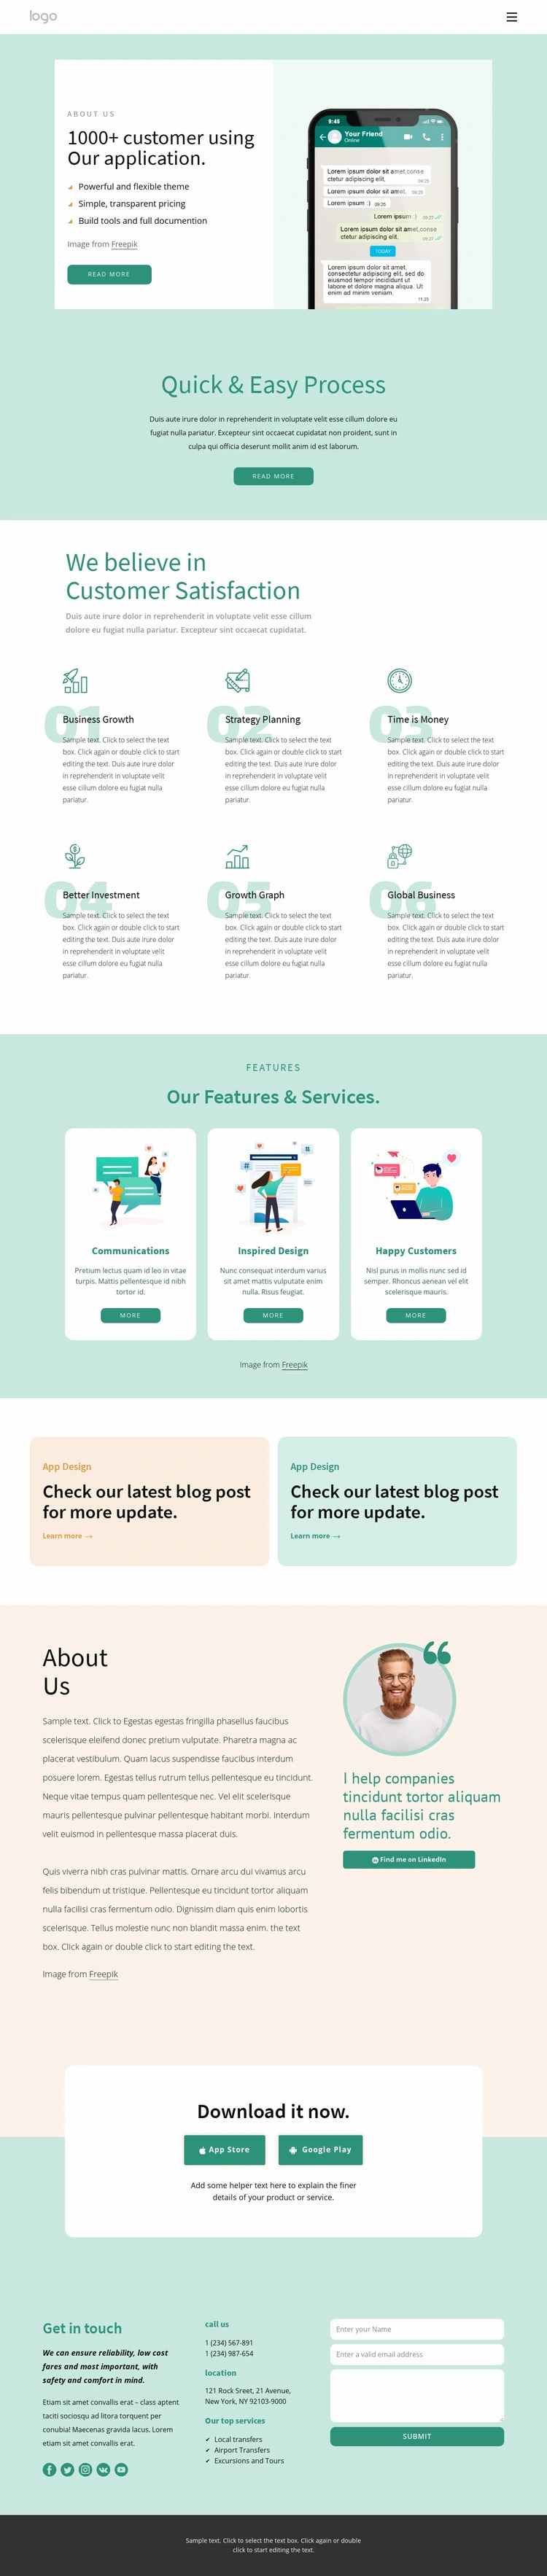 logo
ABOUT US
1000+ customer using
Our application.
Powerful and flexible theme
Simple, transparent pricing
Build tools and full documention
Image from Freepik
READ MORE
9:45
Your Friend
Online
Lorem ipsum dolor sit amet,conse
ctetur adipiscing elit.
09:25
Lorem ipsum dolor sit amet.
09:25
Lorem ipsum :)
09:26
Lorem ipsum :)
09:27
Lorem ipsum dolor sit amet,conse
ctetur adipiscing elit.
09:27
TODAY
Lorem ipsum dolor sit amet,
consectetur adipiscing elit, sed do
eiusmod tempor incididunt ut
labore et dolore magna aliqua. Ut
enim ad minim veniam.
11:25
Quick & Easy Process
Duis aute irure dolor in reprehenderit in voluptate velit esse cillum dolore eu
fugiat nulla pariatur. Excepteur sint occaecat cupidatat non proident, sunt in
culpa qui officia deserunt mollit anim id est laborum.
READ MORE
We believe in
Customer Satisfaction
Duis aute irure dolor in reprehenderit in voluptate velit esse cillum
dolore eu fugiat nulla pariatur. Excepteur sint occaecat cupidatat.
01
Business Growth
Sample text. Click to select the text
box. Click again or double click to start
editing the text. Duis aute irure dolor
in reprehenderit in voluptate velit
esse cillum dolore eu fugiat nulla
pariatur.
02
Strategy Planning
Sample text. Click to select the text
box. Click again or double click to start
editing the text. Duis aute irure dolor
in reprehenderit in voluptate velit
esse cillum dolore eu fugiat nulla
pariatur.
03
Time is Money
Sample text. Click to select the text
box. Click again or double click to start
editing the text. Duis aute irure dolor
in reprehenderit in voluptate velit
esse cillum dolore eu fugiat nulla
pariatur.
04
Better Investment
Sample text. Click to select the text
box. Click again or double click to start
editing the text. Duis aute irure dolor
in reprehenderit in voluptate velit
esse cillum dolore eu fugiat nulla
pariatur.
05
Growth Graph
Sample text. Click to select the text
box. Click again or double click to start
editing the text. Duis aute irure dolor
in reprehenderit in voluptate velit
esse cillum dolore eu fugiat nulla
pariatur.
06
Global Business
Sample text. Click to select the text
box. Click again or double click to start
editing the text. Duis aute irure dolor
in reprehenderit in voluptate velit
esse cillum dolore eu fugiat nulla
pariatur.
FEATURES
Our Features & Services.
Communications
Pretium lectus quam id leo in vitae
turpis. Mattis pellentesque id nibh
tortor id.
MORE
Inspired Design
Nunc consequat interdum varius
sit amet mattis vulputate enim
nulla. Risus feugiat.
MORE
Happy Customers
Nisl purus in mollis nunc sed id
semper. Rhoncus aenean vel elit
scelerisque mauris.
MORE
Image from Freepik
App Design
Check our latest blog post
for more update.
Learn more →
App Design
Check our latest blog post
for more update.
Learn more →
About
Us
Sample text. Click to Egestas egestas fringilla phasellus faucibus
scelerisque eleifend donec pretium vulputate. Pharetra magna ac
placerat vestibulum. Quam lacus suspendisse faucibus interdum
posuere lorem. Egestas tellus rutrum tellus pellentesque eu tincidunt.
Neque vitae tempus quam pellentesque nec. Vel elit scelerisque
mauris pellentesque pulvinar pellentesque habitant morbi. Interdum
velit euismod in pellentesque massa placerat duis.
Quis viverra nibh cras pulvinar mattis. Ornare arcu dui vivamus arcu
felis bibendum ut tristique. Pellentesque eu tincidunt tortor aliquam
nulla facilisi cras fermentum odio. Dignissim diam quis enim lobortis
scelerisque. Tellus molestie nunc non blandit massa enim. the text
box. Click again or double click to start editing the text.
Image from Freepik
I help companies
tincidunt tortor aliquam
nulla facilisi cras
fermentum odio.
Find me on LinkedIn
Download it now.
App Store
Google Play
Add some helper text here to explain the finer
details of your product or service.
Get in touch
We can ensure reliability, low cost
fares and most important, with
safety and comfort in mind.
Etiam sit amet convallis erat – class aptent
taciti sociosqu ad litora torquent per
conubia! Maecenas gravida lacus. Lorem
etiam sit amet convallis erat.
call us
1 (234) 567-891
1 (234) 987-654
location
121 Rock Sreet, 21 Avenue,
New York, NY 92103-9000
Our top services
Local transfers
Airport Transfers
Excursions and Tours
Enter your Name
Enter a valid email address
SUBMIT
Sample text. Click to select the text box. Click again or double
click to start editing the text.